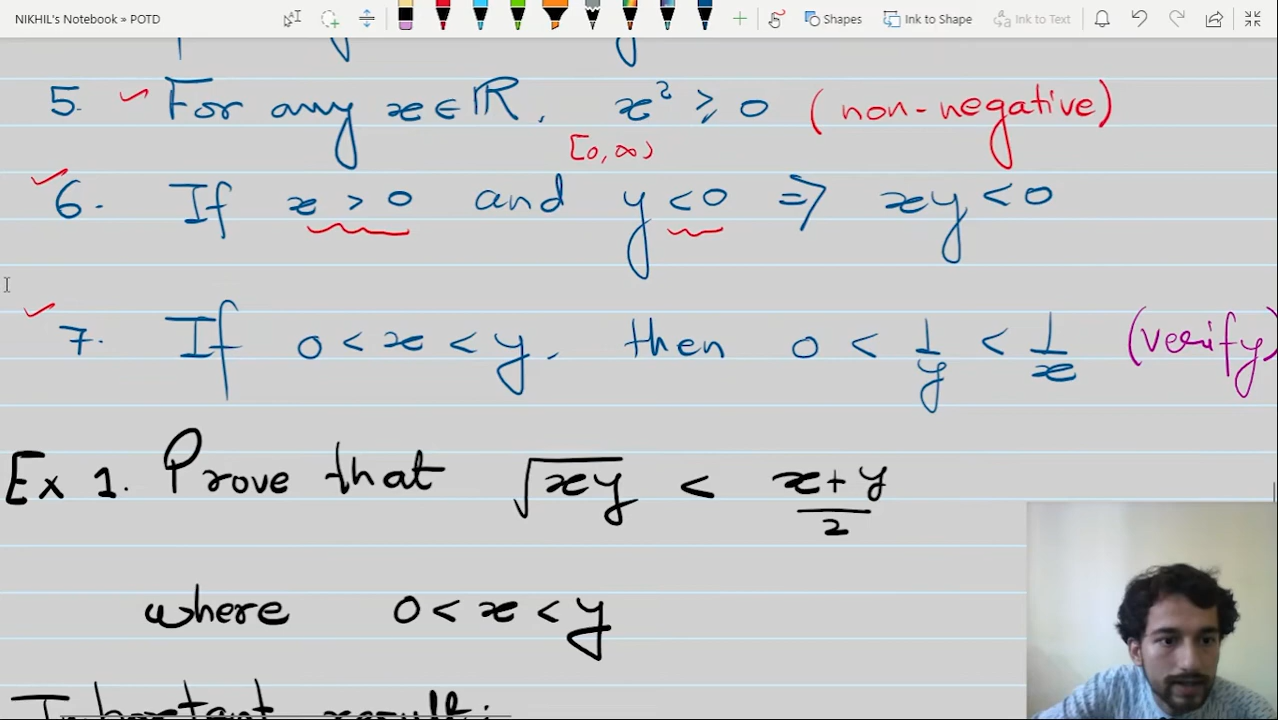 NIKHIL's Notebook » POTD
Shapes
Ink to Shape
Ink to Text
5. For any x ∈ ℝ, x² ≥ 0 (non-negative)
[0, ∞)
6. If x > 0 and y < 0 ⇒ xy < 0
7. If 0 < x < y, then 0 < 1/y < 1/x (verify)
Ex 1. Prove that √xy < x+y/2
where 0 < x < y
Important result: